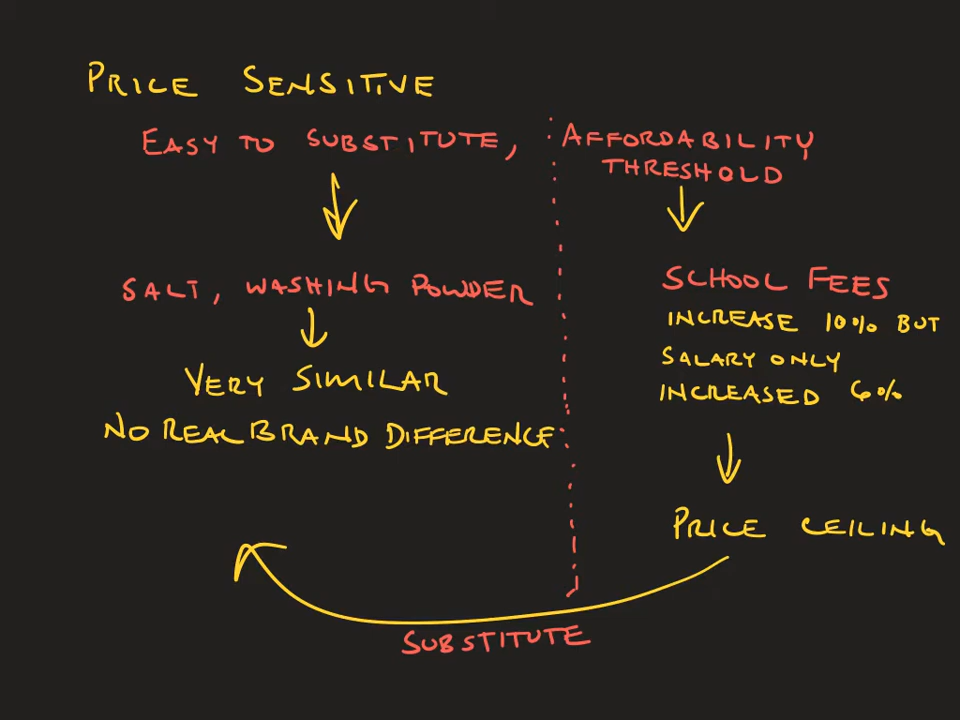 PRICE SENSITIVE
EASY TO SUBSTITUTE,
SALT, WASHING POWDER
VERY SIMILAR
NO REAL BRAND DIFFERENCE
AFFORDABILITY
THRESHOLD
SCHOOL FEES
INCREASE 10% BUT
SALARY ONLY
INCREASED 6%
PRICE CEILING
SUBSTITUTE